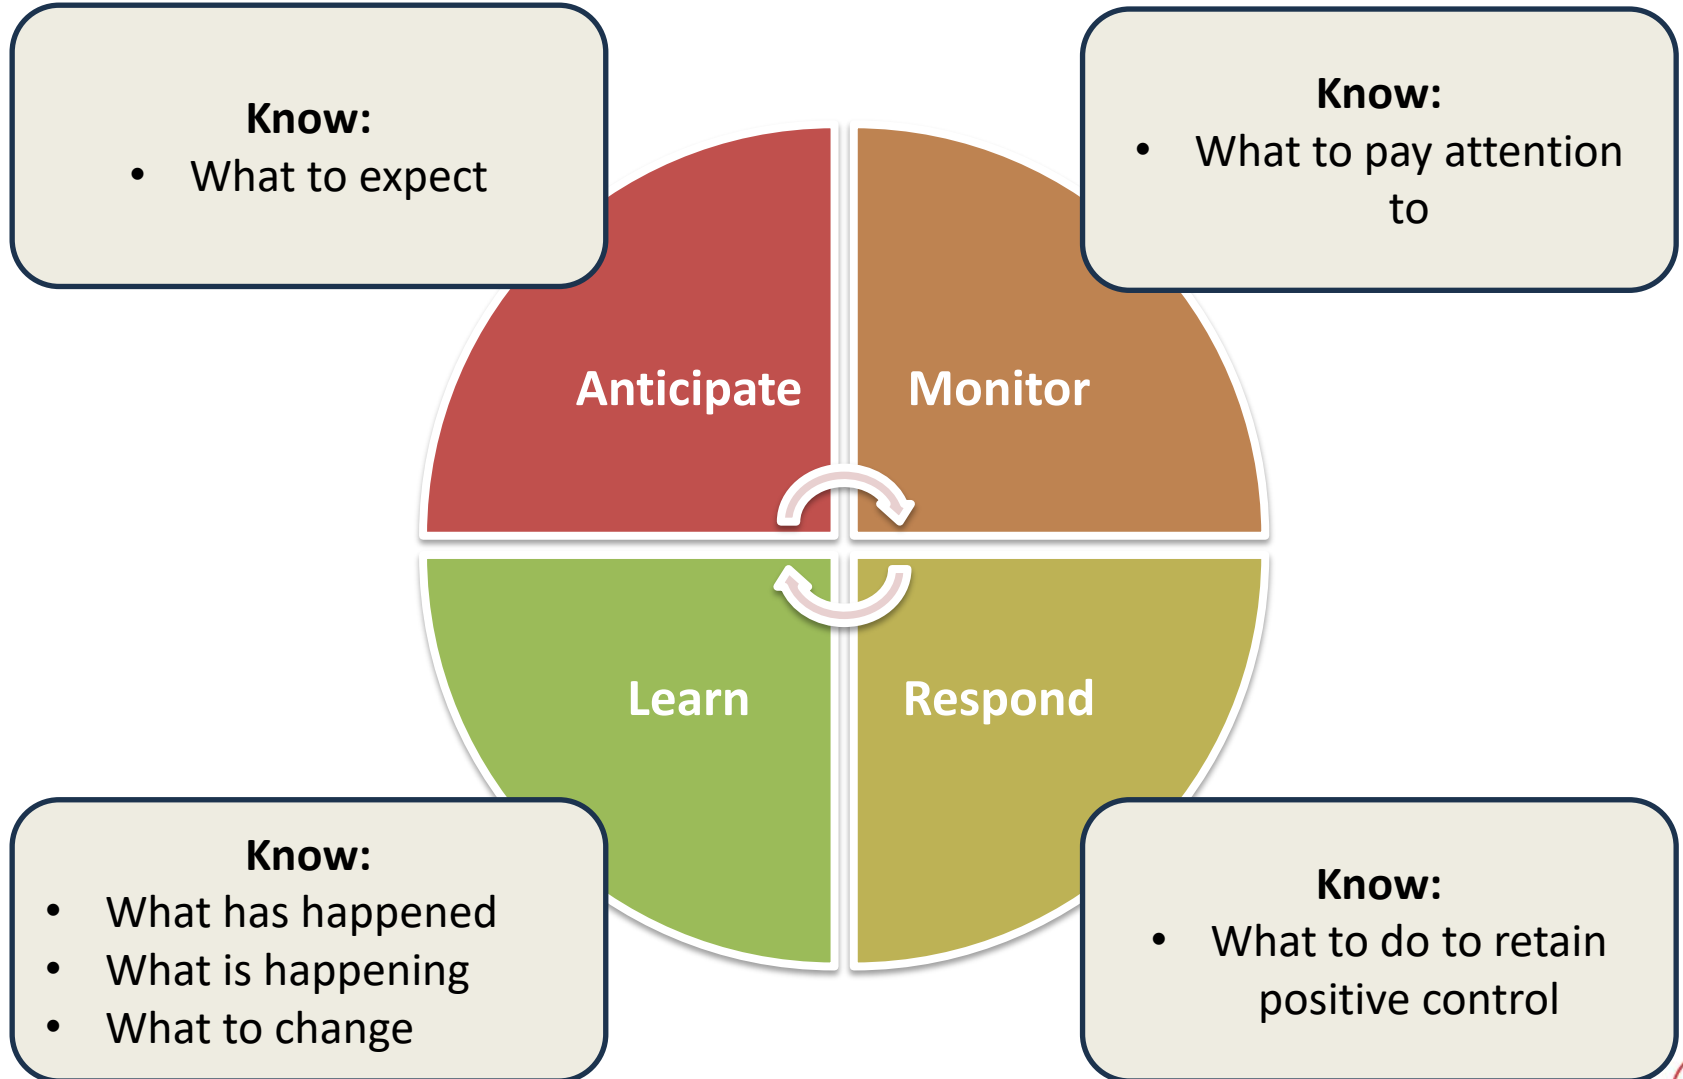 Know:
• What to expect
Know:
• What to pay attention
to
Anticipate
Monitor
Learn
Respond
Know:
• What has happened
• What is happening
• What to change
Know:
• What to do to retain
positive control